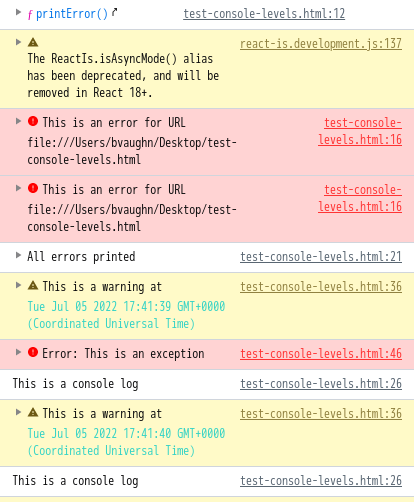 ƒ printError() test-console-levels.html:12
react-is.development.js:137
The ReactIs.isAsyncMode() alias
has been deprecated, and will be
removed in React 18+.
This is an error for URL test-console-
file:///Users/bvaughn/Desktop/test- levels.html:16
console-levels.html
This is an error for URL test-console-
file:///Users/bvaughn/Desktop/test- levels.html:16
console-levels.html
All errors printed test-console-levels.html:21
This is a warning at test-console-levels.html:36
Tue Jul 05 2022 17:41:39 GMT+0000
(Coordinated Universal Time)
Error: This is an exception test-console-levels.html:46
This is a console log test-console-levels.html:26
This is a warning at test-console-levels.html:36
Tue Jul 05 2022 17:41:40 GMT+0000
(Coordinated Universal Time)
This is a console log test-console-levels.html:26